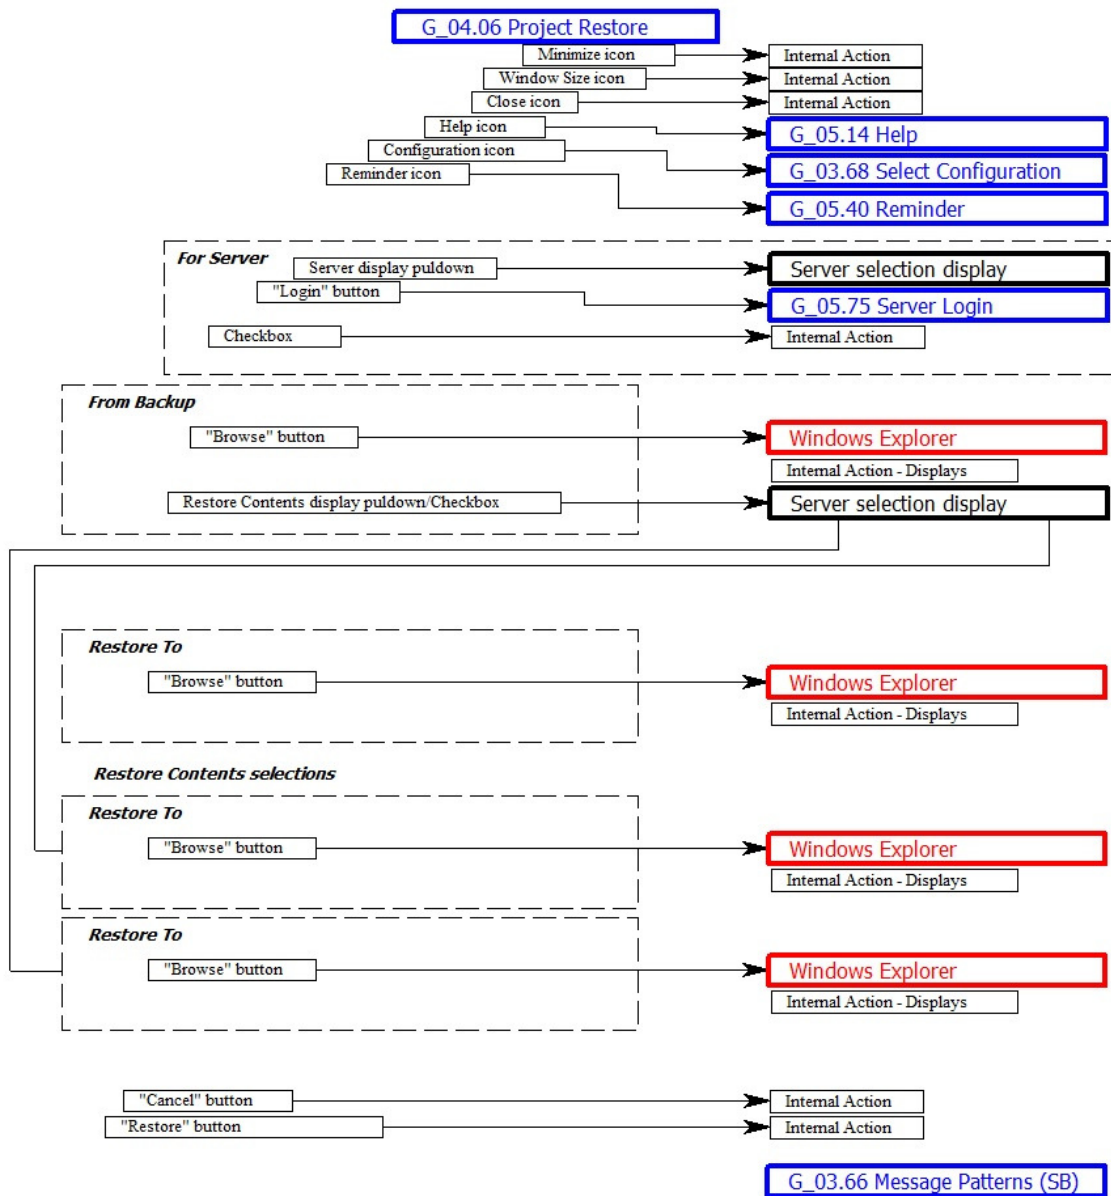 G_04.06 Project Restore
Minimize icon
Internal Action
Window Size icon
Internal Action
Close icon
Internal Action
Help icon
G_05.14 Help
Configuration icon
G_03.68 Select Configuration
Reminder icon
G_05.40 Reminder
For Server
Server display puldown
Server selection display
"Login" button
G_05.75 Server Login
Checkbox
Internal Action
From Backup
"Browse" button
Windows Explorer
Internal Action - Displays
Restore Contents display puldown/Checkbox
Server selection display
Restore To
"Browse" button
Windows Explorer
Internal Action - Displays
Restore Contents selections
Restore To
"Browse" button
Windows Explorer
Internal Action - Displays
Restore To
"Browse" button
Windows Explorer
Internal Action - Displays
"Cancel" button
Internal Action
"Restore" button
Internal Action
G_03.66 Message Patterns (SB)